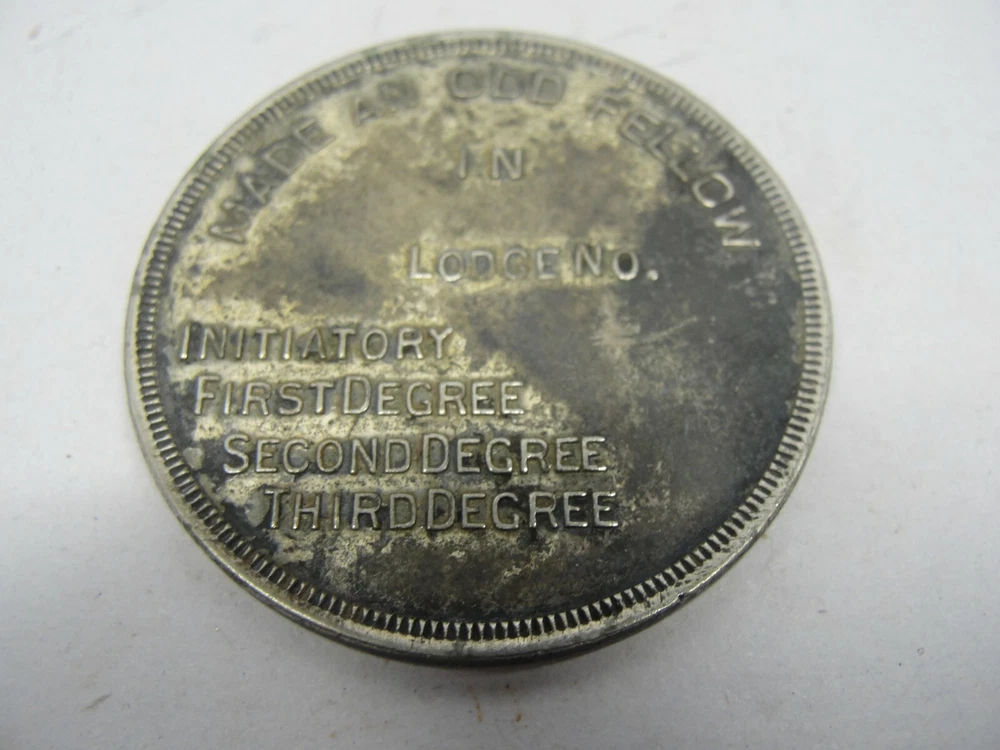 MADE AN ODD FELLOW
IN
LODGE NO.
INITIATORY
FIRST DEGREE
SECOND DEGREE
THIRD DEGREE